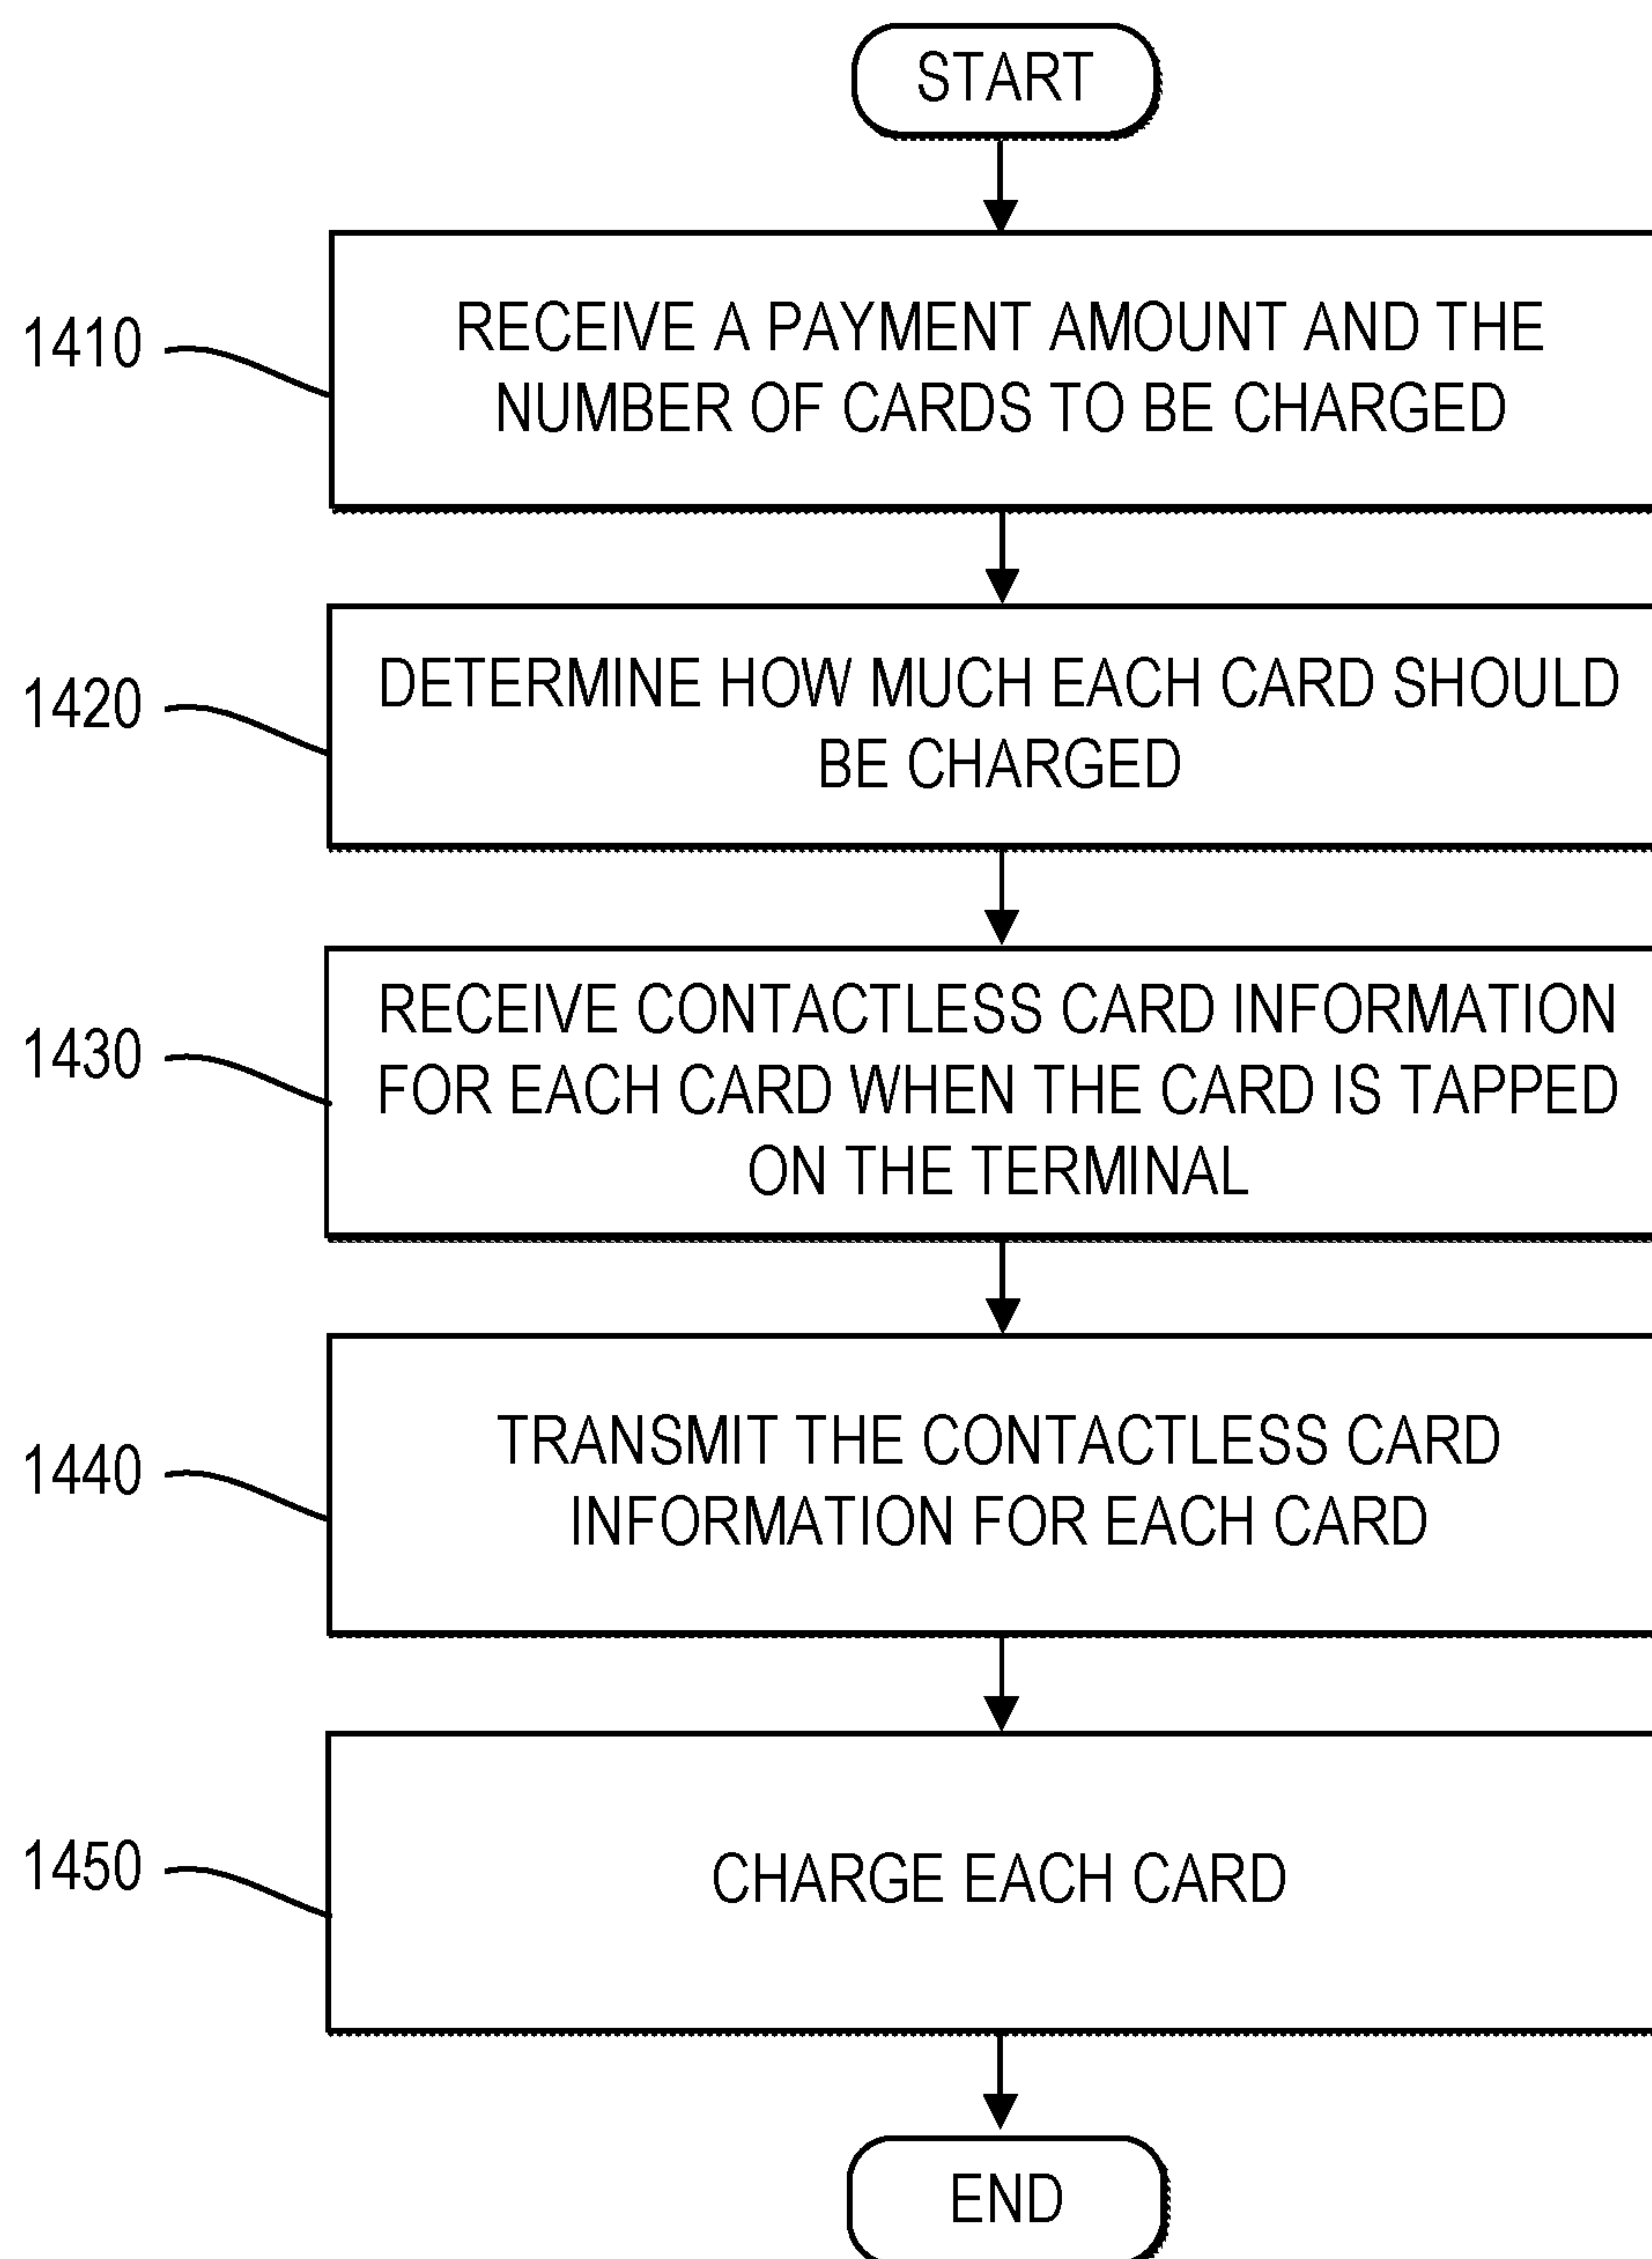 START
1410
RECEIVE A PAYMENT AMOUNT AND THE
NUMBER OF CARDS TO BE CHARGED
1420
DETERMINE HOW MUCH EACH CARD SHOULD
BE CHARGED
1430
RECEIVE CONTACTLESS CARD INFORMATION
FOR EACH CARD WHEN THE CARD IS TAPPED
ON THE TERMINAL
1440
TRANSMIT THE CONTACTLESS CARD
INFORMATION FOR EACH CARD
1450
CHARGE EACH CARD
END